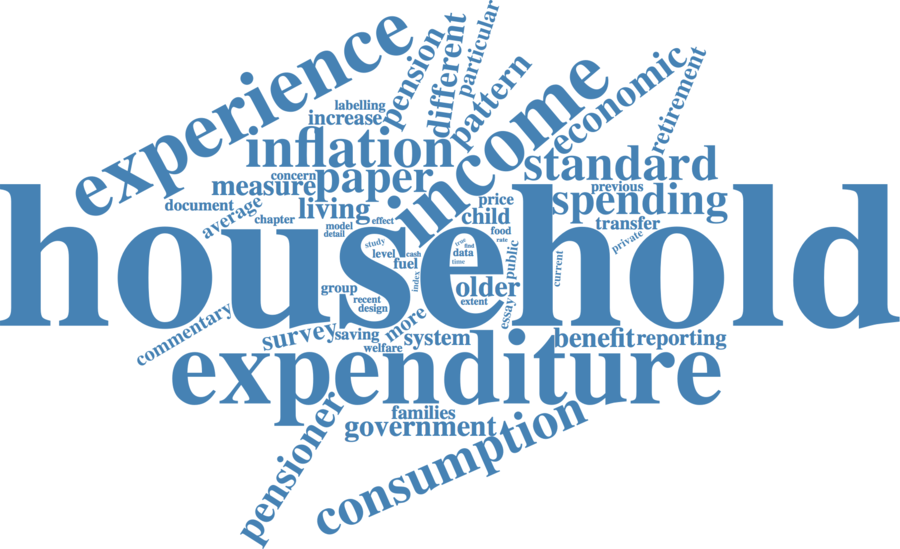 experience
pension
different
particular
pattern
income
economic
retirement
labelling
increase
inflation
standard
concern
measure
paper
previous
spending
document
average
living
price
child
transfer
chapter
effect
model
detail
food
rate
private
household
study
level
cash
fuel
true
find
data
time
index
public
current
older
extent
essay
group
recent
design
commentary
survey
saving
more
welfare
system
benefit
reporting
expenditure
pensioner
families
government
consumption